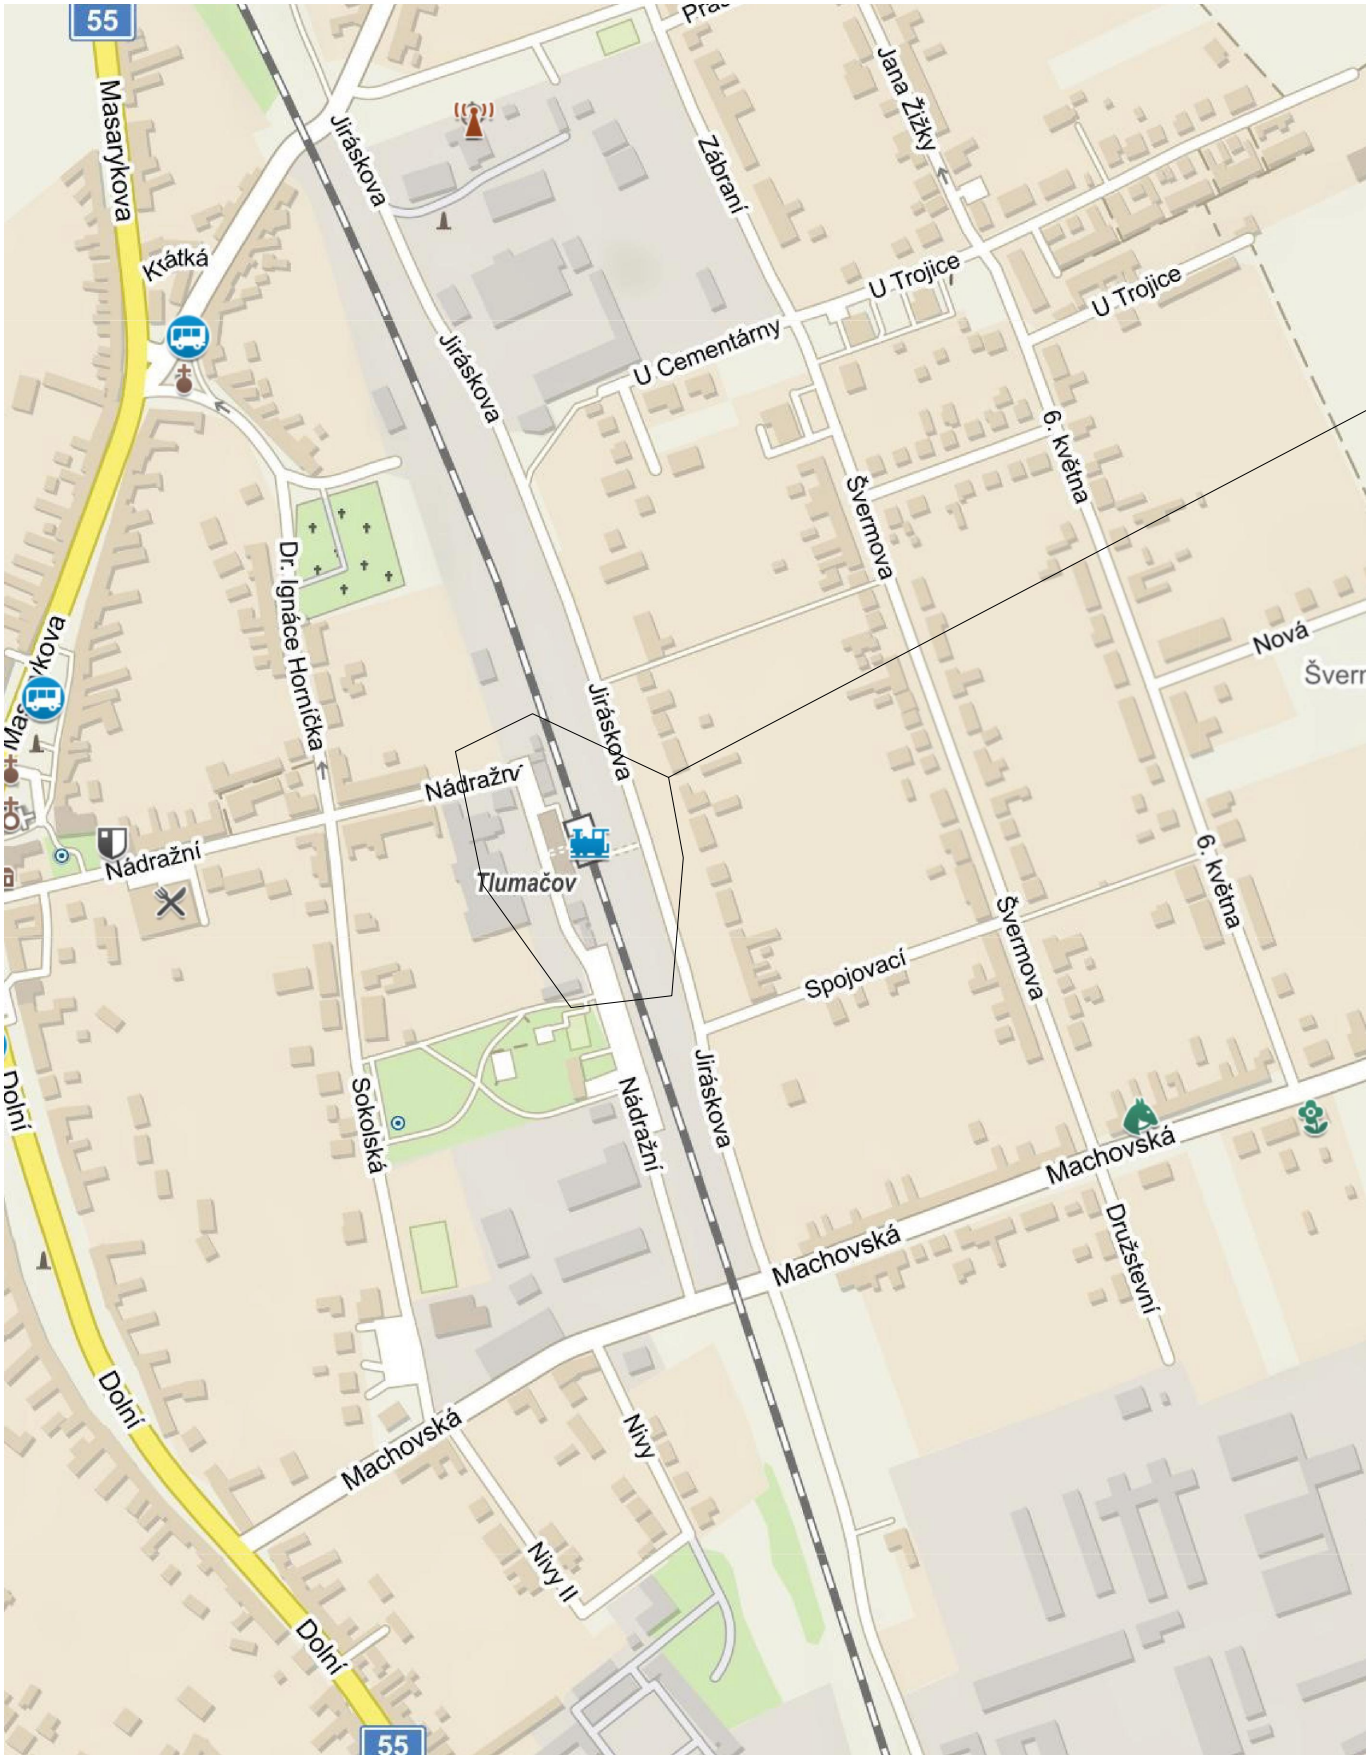 55
Masarykova
Jiráskova
Zábraní
Jana Žižky
Krátká
U Trojice
U Trojice
U Cementárny
Jiráskova
6. května
Švermova
Dr. Ignáce Horníčka
Nová
Jiráskova
Nádražní
Nádražní
Tlumačov
6. května
Švermova
Spojovací
Dolní
Sokolská
Nádražní
Jiráskova
Machovská
Machovská
Družstevní
Dolní
Machovská
Nivy
Nivy II
Dolní
55